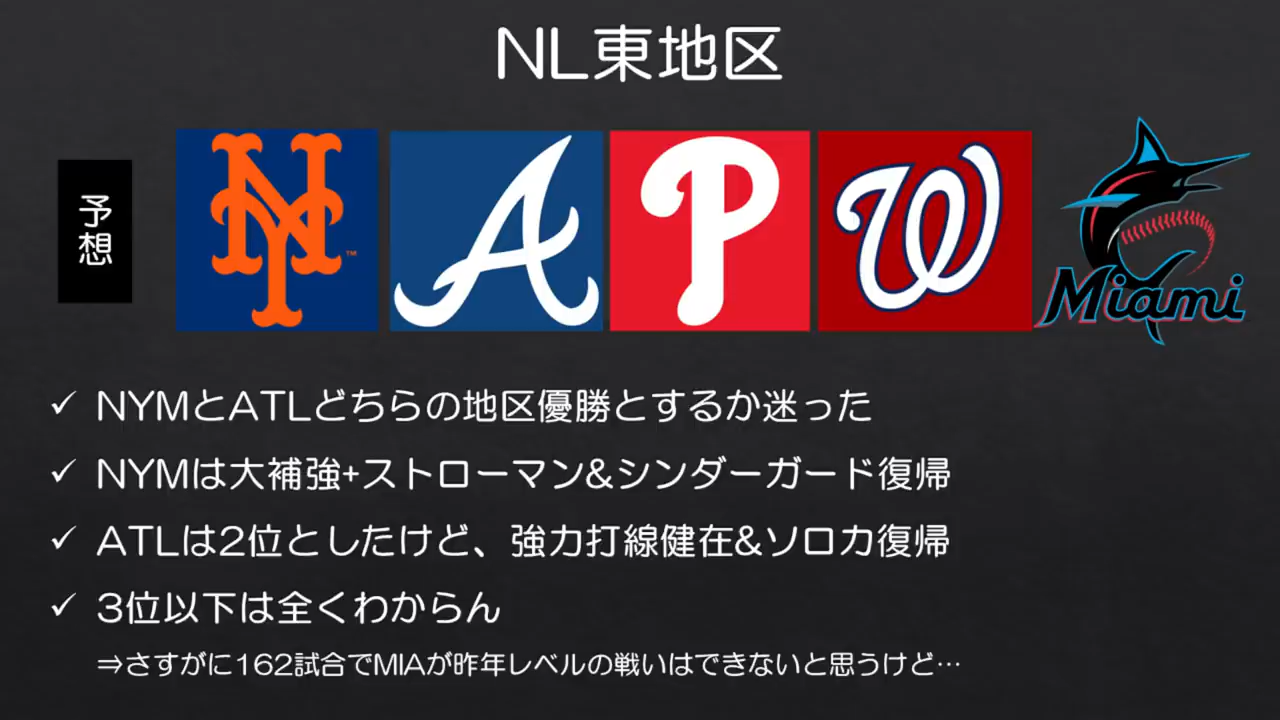 NL東地区
予想
NY™
A
P
W
Miami
NYMとATLどちらの地区優勝とするか迷った
NYMは大補強+ストローマン&シンダーガード復帰
ATLは2位としたけど、強力打線健在&ソロカ復帰
3位以下は全くわからん
⇒さすがに162試合でMIAが昨年レベルの戦いはできないと思うけど…